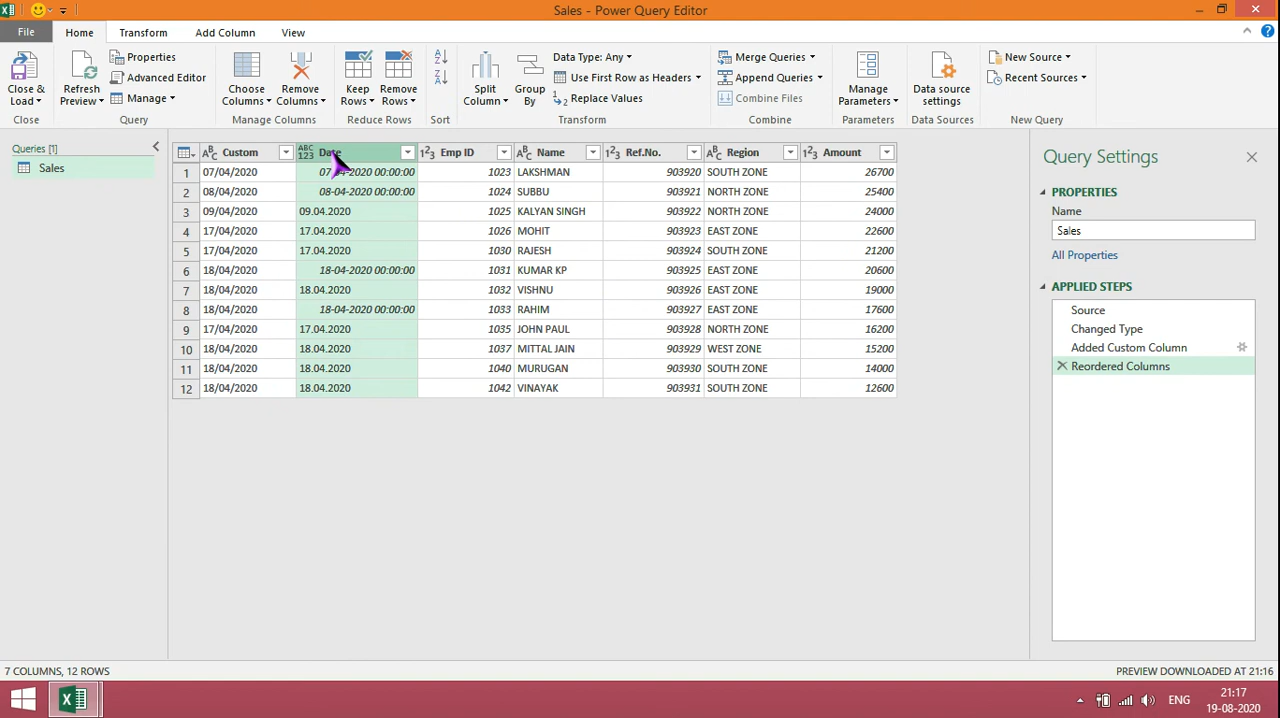 Sales - Power Query Editor
File Home Transform Add Column View
Close & Load
Close
Refresh Preview
Properties
Advanced Editor
Manage
Query
Choose Columns
Remove Columns
Manage Columns
Keep Rows
Remove Rows
Reduce Rows
Sort
Split Column
Group By
Data Type: Any
Use First Row as Headers
Replace Values
Transform
Merge Queries
Append Queries
Combine Files
Combine
Manage Parameters
Parameters
Data source settings
Data Sources
New Source
Recent Sources
New Query
Queries [1]
Sales
Custom Date Emp ID Name Ref.No. Region Amount
1 07/04/2020 07-04-2020 00:00:00 1023 LAKSHMAN 903920 SOUTH ZONE 26700
2 08/04/2020 08-04-2020 00:00:00 1024 SUBBU 903921 NORTH ZONE 25400
3 09/04/2020 09.04.2020 1025 KALYAN SINGH 903922 NORTH ZONE 24000
4 17/04/2020 17.04.2020 1026 MOHIT 903923 EAST ZONE 22600
5 17/04/2020 17.04.2020 1030 RAJESH 903924 SOUTH ZONE 21200
6 18/04/2020 18-04-2020 00:00:00 1031 KUMAR KP 903925 EAST ZONE 20600
7 18/04/2020 18.04.2020 1032 VISHNU 903926 EAST ZONE 19000
8 18/04/2020 18-04-2020 00:00:00 1033 RAHIM 903927 EAST ZONE 17600
9 17/04/2020 17.04.2020 1035 JOHN PAUL 903928 NORTH ZONE 16200
10 18/04/2020 18.04.2020 1037 MITTAL JAIN 903929 WEST ZONE 15200
11 18/04/2020 18.04.2020 1040 MURUGAN 903930 SOUTH ZONE 14000
12 18/04/2020 18.04.2020 1042 VINAYAK 903931 SOUTH ZONE 12600
Query Settings
PROPERTIES
Name
Sales
All Properties
APPLIED STEPS
Source
Changed Type
Added Custom Column
Reordered Columns
7 COLUMNS, 12 ROWS
PREVIEW DOWNLOADED AT 21:16
ENG
21:17
19-08-2020